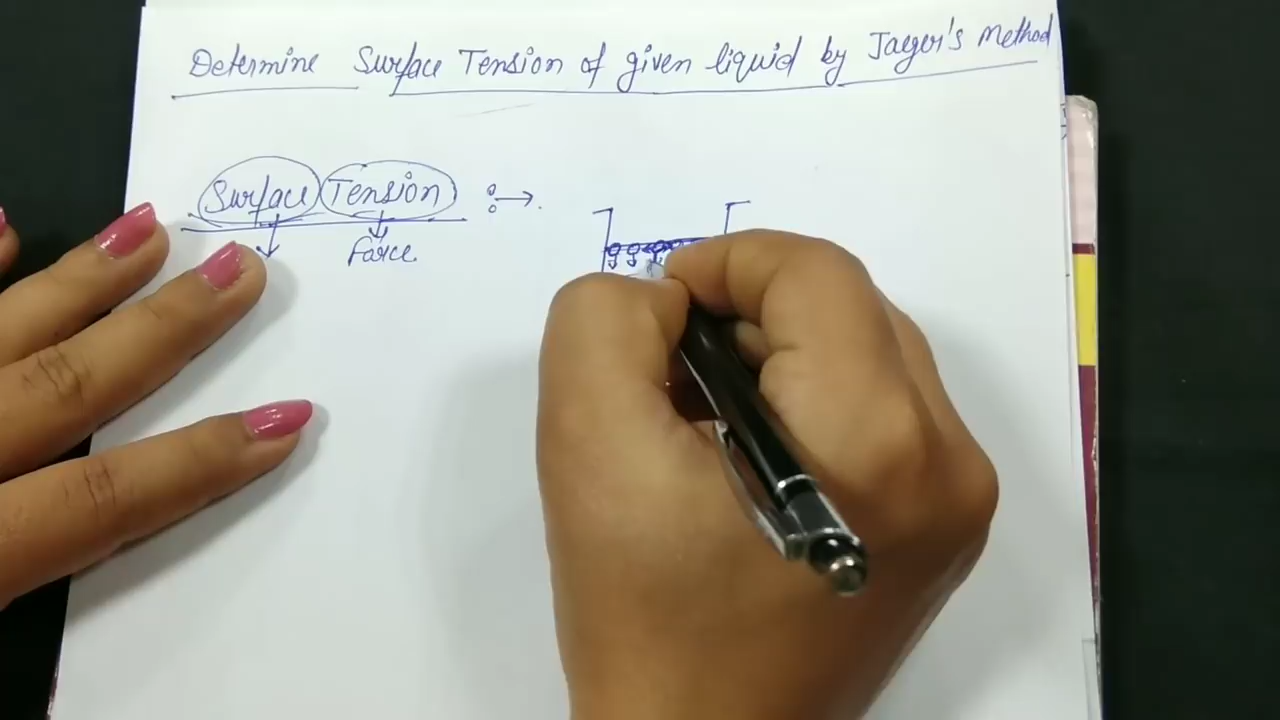 Determine Surface Tension of given liquid by Jaeger's Method
Surface Tension :→.
Force